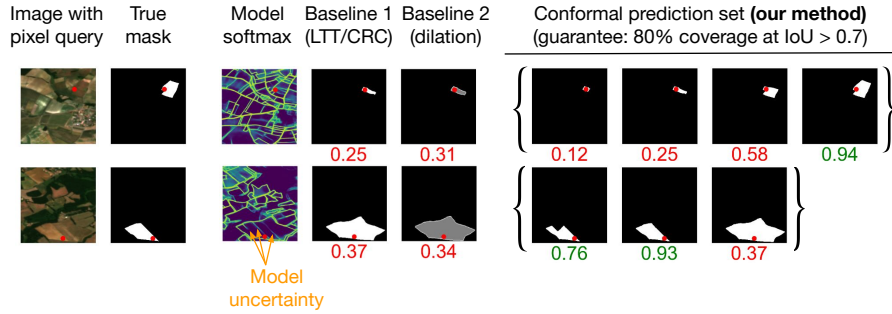 Image with pixel query
True mask
Model softmax
Baseline 1 (LTT/CRC)
Baseline 2 (dilation)
Conformal prediction set (our method)
(guarantee: 80% coverage at IoU > 0.7)
0.25
0.31
0.12
0.25
0.58
0.94
0.37
0.34
0.76
0.93
0.37
Model
uncertainty